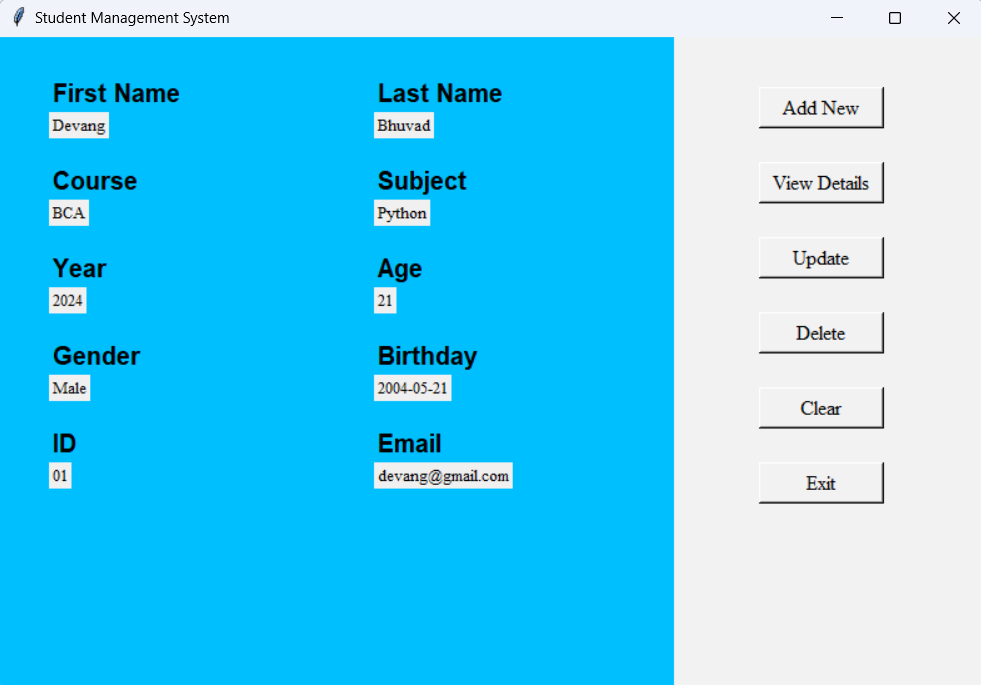 Student Management System
First Name Last Name
Devang Bhuvad
Course Subject
BCA Python
Year Age
2024 21
Gender Birthday
Male 2004-05-21
ID Email
01 devang@gmail.com
Add New
View Details
Update
Delete
Clear
Exit